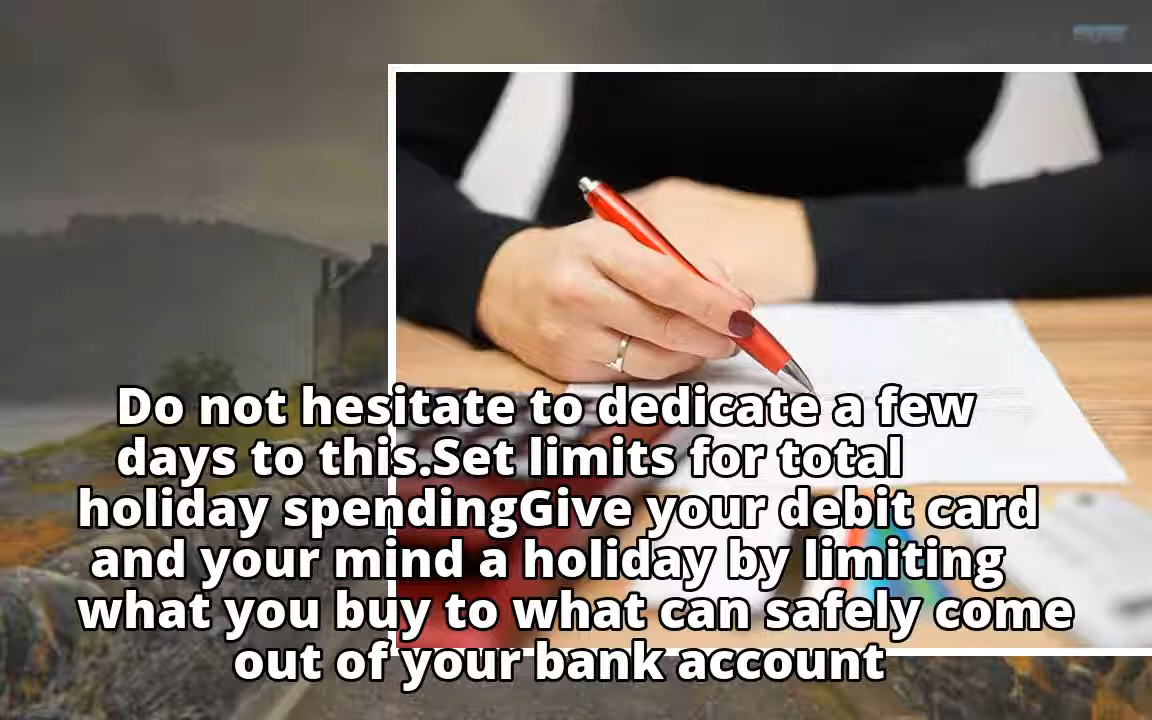 Do not hesitate to dedicate a few
days to this.Set limits for total
holiday spendingGive your debit card
and your mind a holiday by limiting
what you buy to what can safely come
out of your bank account